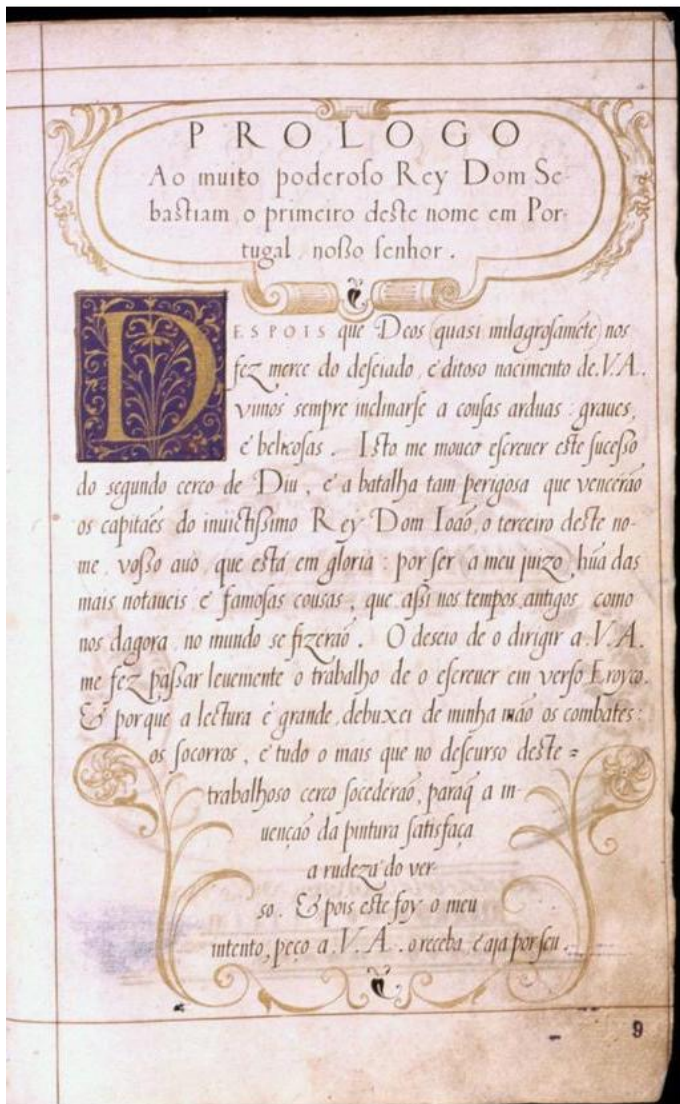 PROLOGO
Ao muito poderoſo Rey Dom Se-
baſtiam o primeiro deſte nome em Por-
tugal noſſo ſenhor.
DESPOIS que Deos (quasi milagroſamẽte) nos
fez merce do deſeiado, e ditoso nacimento de .V.A.
vimos sempre inclinarſe a couſas arduas: graues,
é belicoſas. Iſto me moueo eſcreuer eſte ſuceſſo
do segundo cerco de Diu, e a batalha tam perigosa que vencerão
os capitães do inuictiſsimo Rey Dom Ioão, o terceiro deſte no-
me, voſſo auô, que eſtá em gloria: por ſer a meu juizo, hũa das
mais notaueis e famoſas cousas, que aſsi nos tempos antigos como
nos dagora no mundo se fizerão. O deseio de o dirigir a .V.A.
me fez paſſar leuemente o trabalho de o eſcreuer em verſo Eroyco.
& porque a lectura é grande, debuxei de minha mão os combates:
os ſocorros, e tudo o mais que no deſcurso deſte =
trabalhoso cerco ſocederaõ, paraq̃ a in-
uenção da pintura ſatisfaça
a rudeza do ver-
so. & pois eſte foy o meu
intento, peço a .V.A. o receba, e aja por ſeu.
9